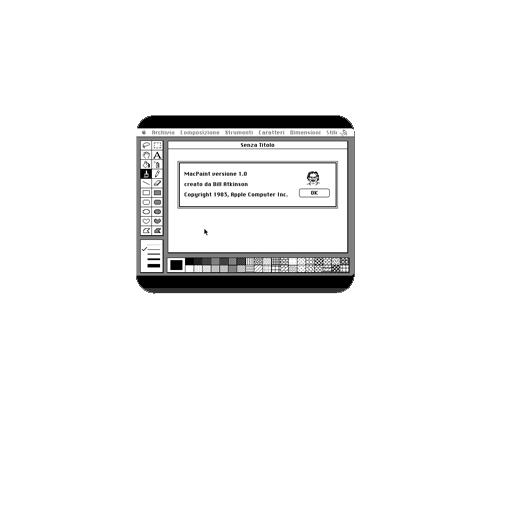 Archivio Composizione Strumenti Caratteri Dimensioni Stili
Senza Titolo
MacPaint versione 1.0
creato da Bill Atkinson
Copyright 1983, Apple Computer Inc.
OK
A